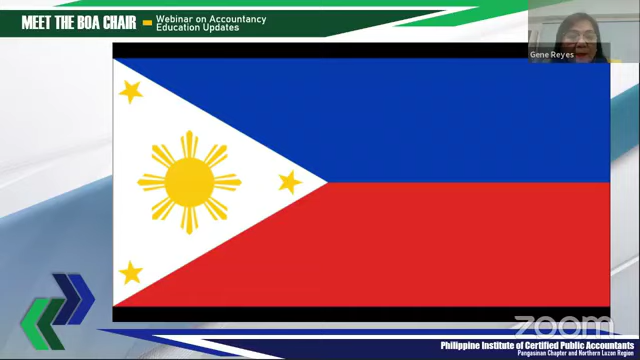 MEET THE BOA CHAIR
Webinar on Accountancy
Education Updates
Gene Reyes
zoom
Philippine Institute of Certified Public Accountants
Pangasinan Chapter and Northern Luzon Region